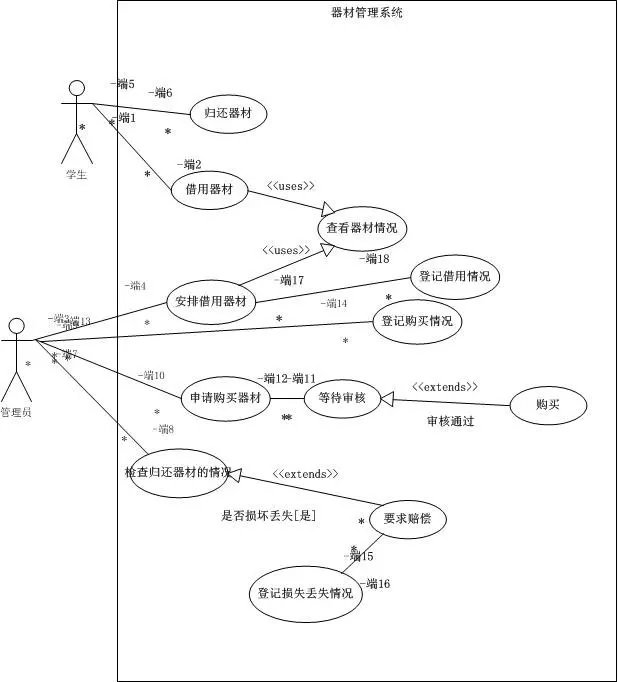 器材管理系统
-端5
-端6
归还器材
*
-端1
*
*
学生
-端2
*
借用器材
<<uses>>
查看器材情况
<<uses>>
-端18
-端17
登记借用情况
-端4
安排借用器材
*
-端14
*
*
登记购买情况
-端13
*
*
-端7
管理员
-端10
申请购买器材
*
-端12
-端11
**
等待审核
<<extends>>
审核通过
购买
-端8
*
检查归还器材的情况
<<extends>>
是否损坏丢失[是]
*
要求赔偿
*
-端15
-端16
登记损失丢失情况